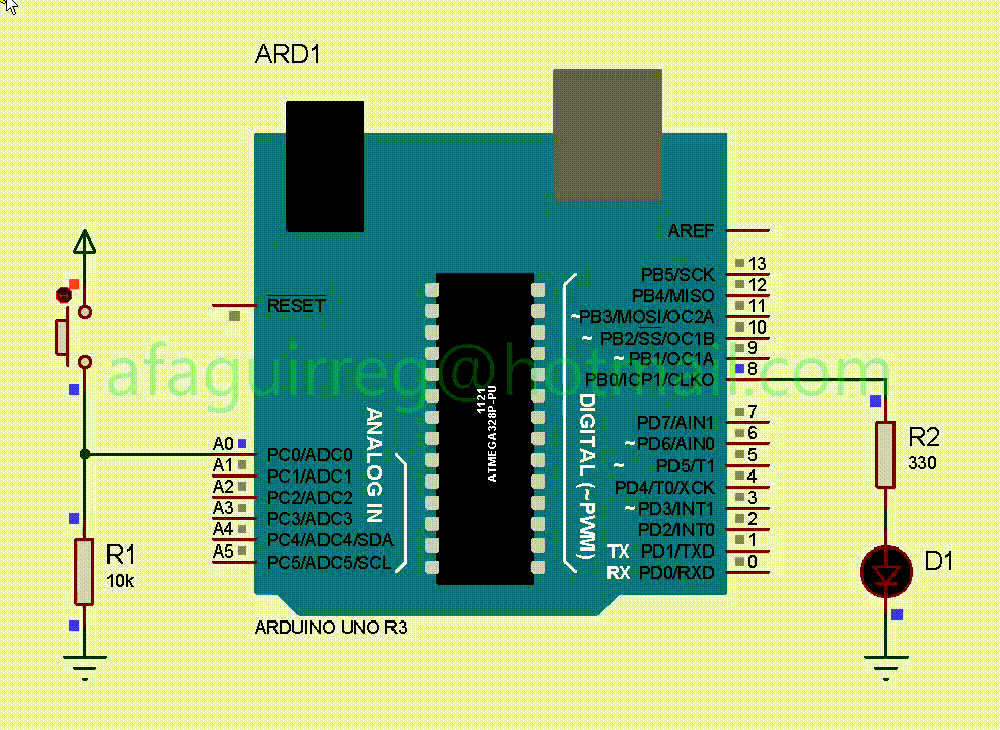 ARD1
AREF
13
PB5/SCK
12
PB4/MISO
11
~PB3/MOSI/OC2A
10
~ PB2/SS/OC1B
9
~ PB1/OC1A
8
PB0/ICP1/CLKO
RESET
afaguirreg@hotmail.com
1121
ATMEGA328P-PU
ANALOG IN
DIGITAL (~PWM)
A0
PC0/ADC0
A1
PC1/ADC1
A2
PC2/ADC2
A3
PC3/ADC3
A4
PC4/ADC4/SDA
A5
PC5/ADC5/SCL
7
PD7/AIN1
6
~ PD6/AIN0
5
~ PD5/T1
4
PD4/T0/XCK
3
~ PD3/INT1
2
PD2/INT0
1
TX PD1/TXD
0
RX PD0/RXD
R1
10k
R2
330
D1
ARDUINO UNO R3